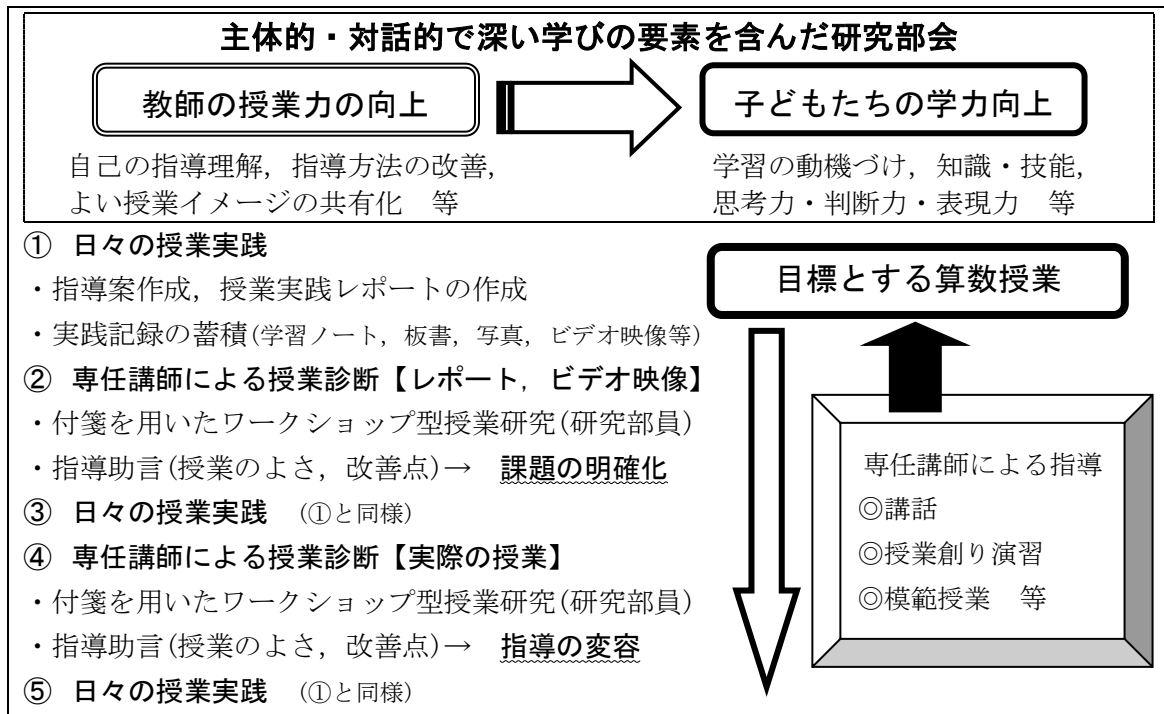 主体的・対話的で深い学びの要素を含んだ研究部会
教師の授業力の向上
子どもたちの学力向上
自己の指導理解，指導方法の改善，
よい授業イメージの共有化　等
学習の動機づけ，知識・技能，
思考力・判断力・表現力　等
①　日々の授業実践
・指導案作成，授業実践レポートの作成
・実践記録の蓄積(学習ノート，板書，写真，ビデオ映像等)
②　専任講師による授業診断【レポート，ビデオ映像】
・付箋を用いたワークショップ型授業研究(研究部員)
・指導助言(授業のよさ，改善点)→　課題の明確化
③　日々の授業実践　(①と同様)
④　専任講師による授業診断【実際の授業】
・付箋を用いたワークショップ型授業研究(研究部員)
・指導助言(授業のよさ，改善点)→　指導の変容
⑤　日々の授業実践　(①と同様)
目標とする算数授業
専任講師による指導
◎講話
◎授業創り演習
◎模範授業　等